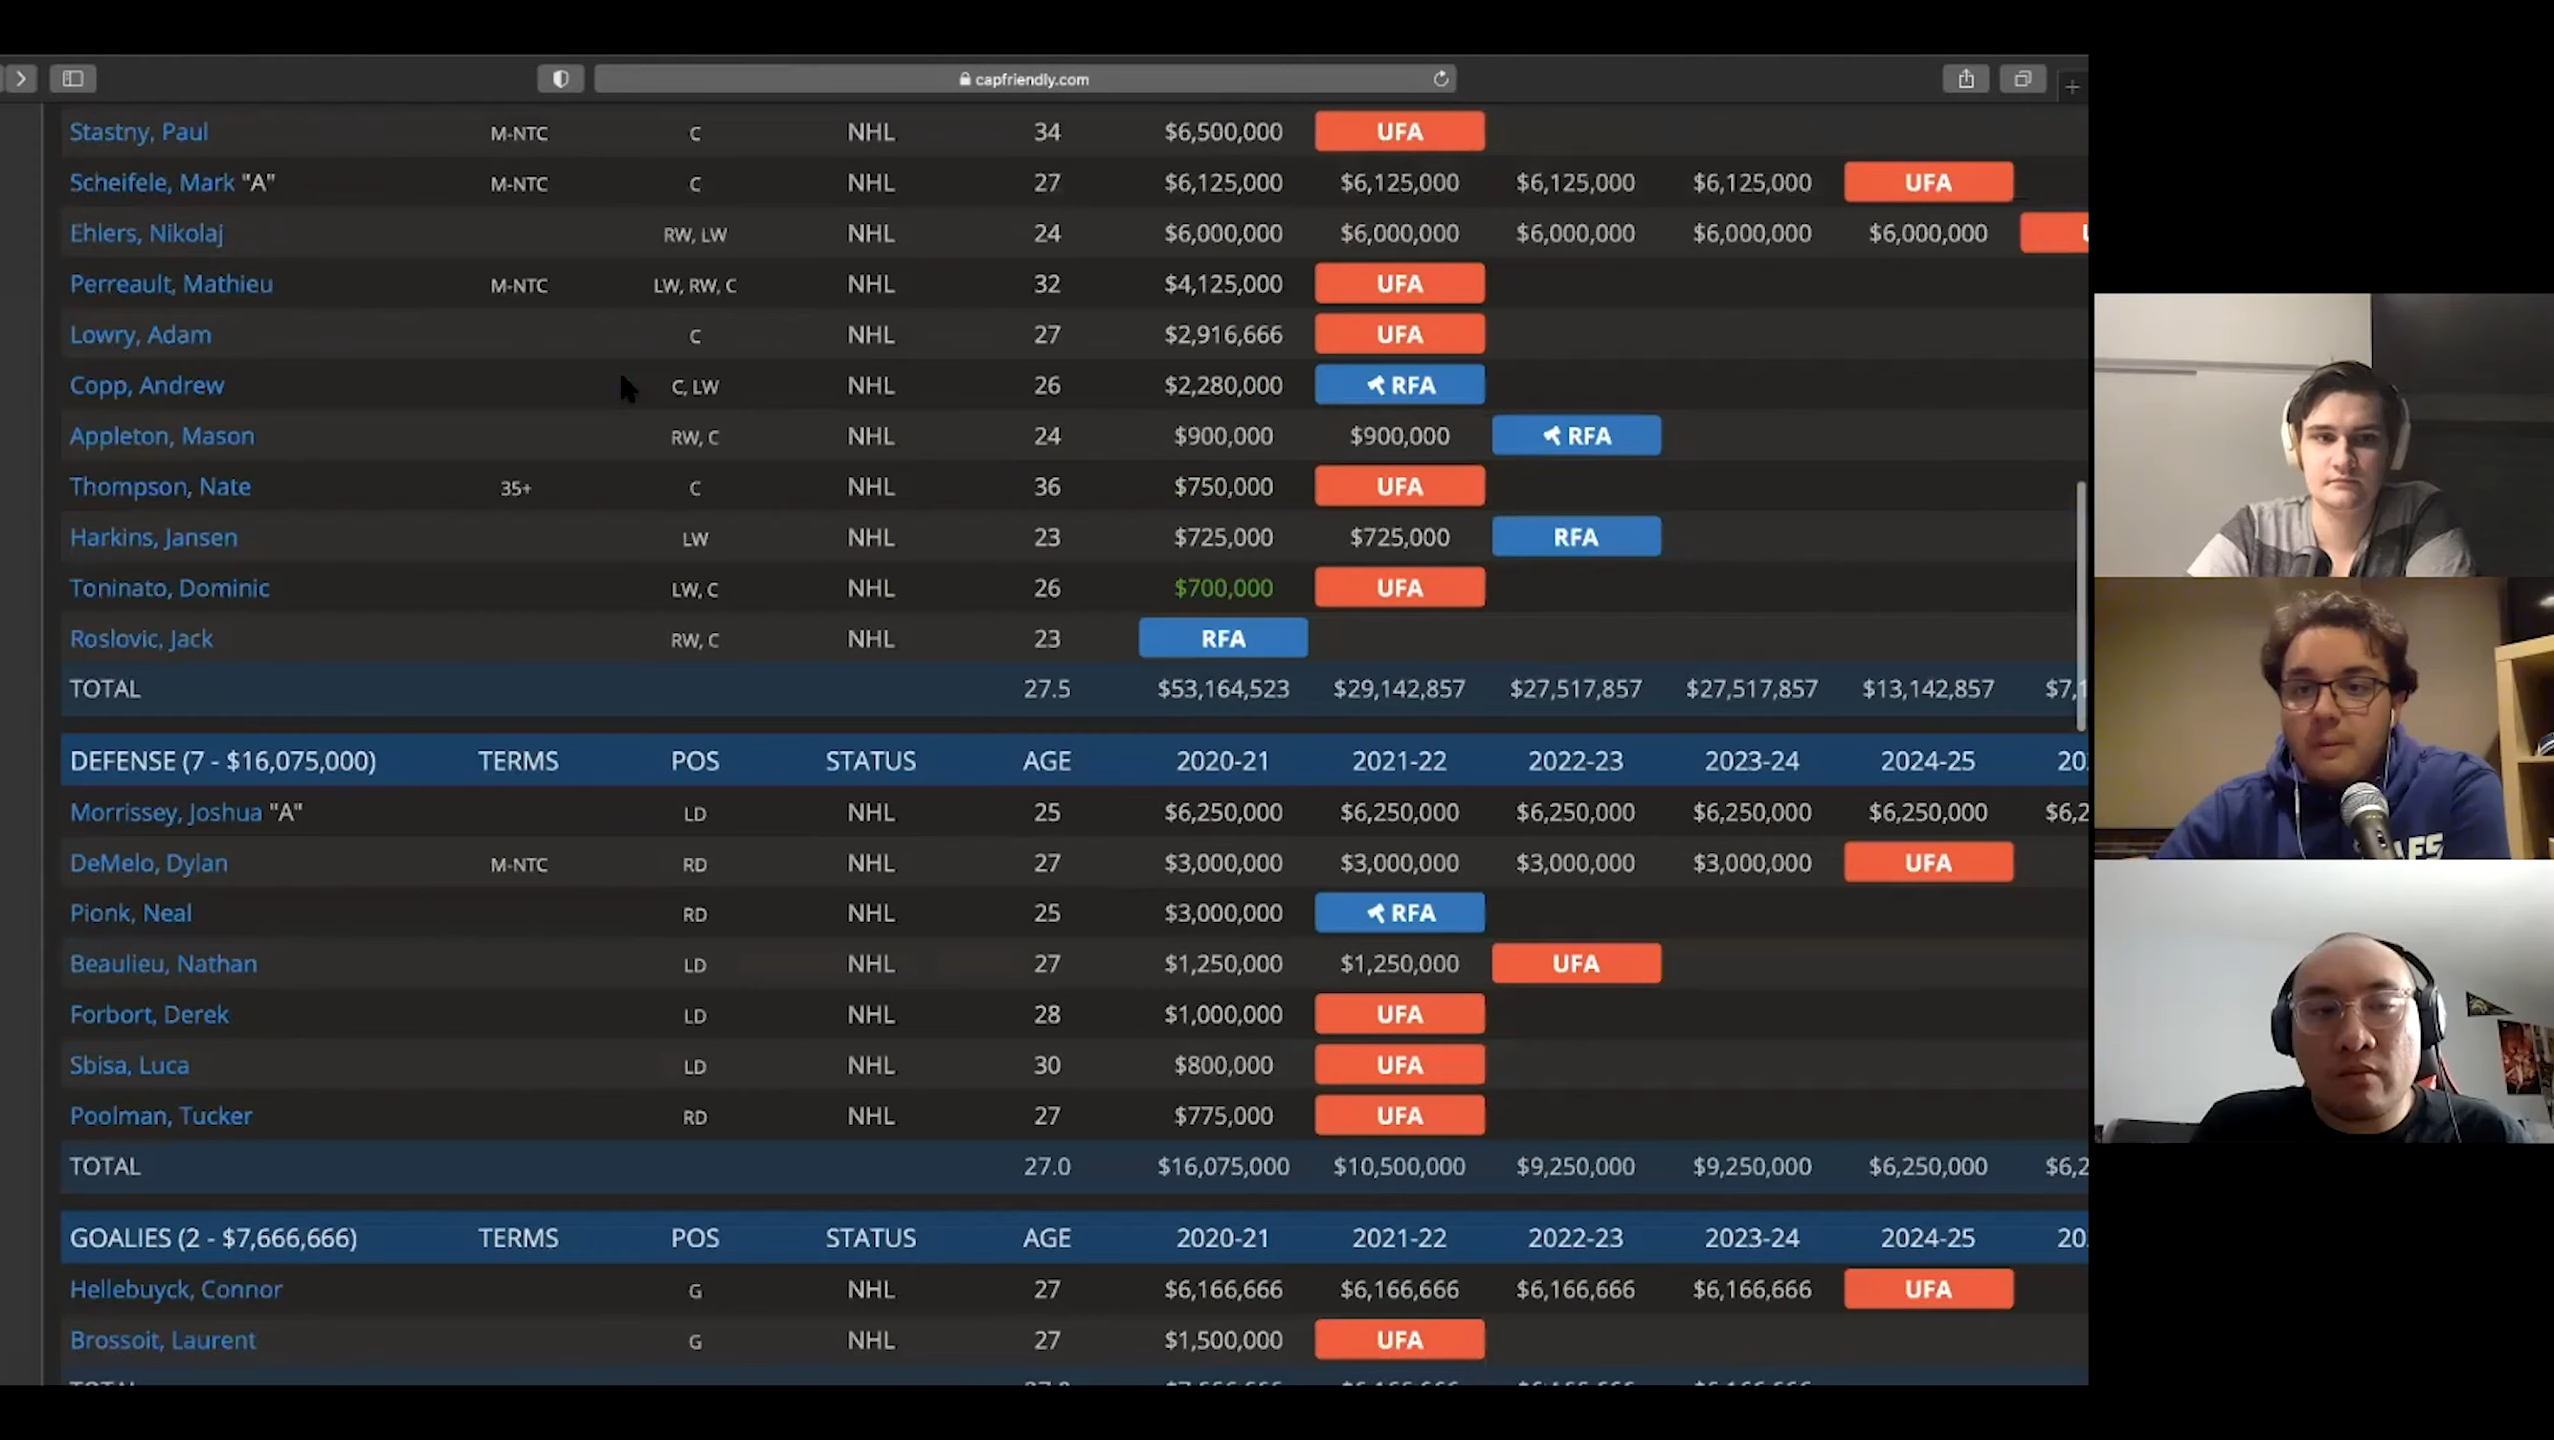 capfriendly.com
Stastny, Paul M-NTC C NHL 34 $6,500,000 UFA
Scheifele, Mark "A" M-NTC C NHL 27 $6,125,000 $6,125,000 $6,125,000 $6,125,000 UFA
Ehlers, Nikolaj RW, LW NHL 24 $6,000,000 $6,000,000 $6,000,000 $6,000,000 $6,000,000
Perreault, Mathieu M-NTC LW, RW, C NHL 32 $4,125,000 UFA
Lowry, Adam C NHL 27 $2,916,666 UFA
Copp, Andrew C, LW NHL 26 $2,280,000 RFA
Appleton, Mason RW, C NHL 24 $900,000 $900,000 RFA
Thompson, Nate 35+ C NHL 36 $750,000 UFA
Harkins, Jansen LW NHL 23 $725,000 $725,000 RFA
Toninato, Dominic LW, C NHL 26 $700,000 UFA
Roslovic, Jack RW, C NHL 23 RFA
TOTAL 27.5 $53,164,523 $29,142,857 $27,517,857 $27,517,857 $13,142,857 $7,1
DEFENSE (7 - $16,075,000) TERMS POS STATUS AGE 2020-21 2021-22 2022-23 2023-24 2024-25 20
Morrissey, Joshua "A" LD NHL 25 $6,250,000 $6,250,000 $6,250,000 $6,250,000 $6,250,000 $6,2
DeMelo, Dylan M-NTC RD NHL 27 $3,000,000 $3,000,000 $3,000,000 $3,000,000 UFA
Pionk, Neal RD NHL 25 $3,000,000 RFA
Beaulieu, Nathan LD NHL 27 $1,250,000 $1,250,000 UFA
Forbort, Derek LD NHL 28 $1,000,000 UFA
Sbisa, Luca LD NHL 30 $800,000 UFA
Poolman, Tucker RD NHL 27 $775,000 UFA
TOTAL 27.0 $16,075,000 $10,500,000 $9,250,000 $9,250,000 $6,250,000 $6,2
GOALIES (2 - $7,666,666) TERMS POS STATUS AGE 2020-21 2021-22 2022-23 2023-24 2024-25 20
Hellebuyck, Connor G NHL 27 $6,166,666 $6,166,666 $6,166,666 $6,166,666 UFA
Brossoit, Laurent G NHL 27 $1,500,000 UFA